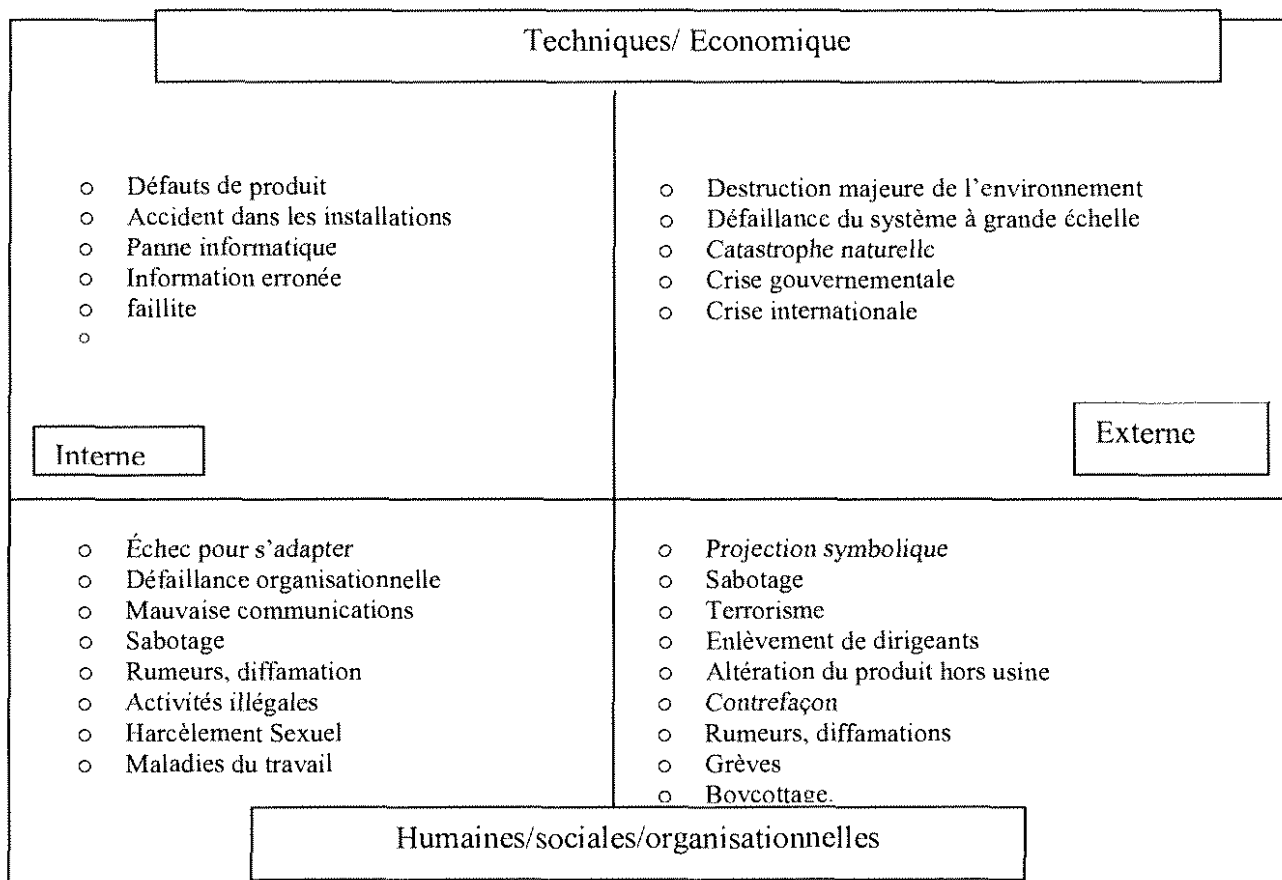 Techniques/ Economique
o Défauts de produit
o Accident dans les installations
o Panne informatique
o Information erronée
o faillite
o
Interne
o Destruction majeure de l'environnement
o Défaillance du système à grande échelle
o Catastrophe naturelle
o Crise gouvernementale
o Crise internationale
Externe
o Échec pour s'adapter
o Défaillance organisationnelle
o Mauvaise communications
o Sabotage
o Rumeurs, diffamation
o Activités illégales
o Harcèlement Sexuel
o Maladies du travail
o Projection symbolique
o Sabotage
o Terrorisme
o Enlèvement de dirigeants
o Altération du produit hors usine
o Contrefaçon
o Rumeurs, diffamations
o Grèves
o Boycottage.
Humaines/sociales/organisationnelles